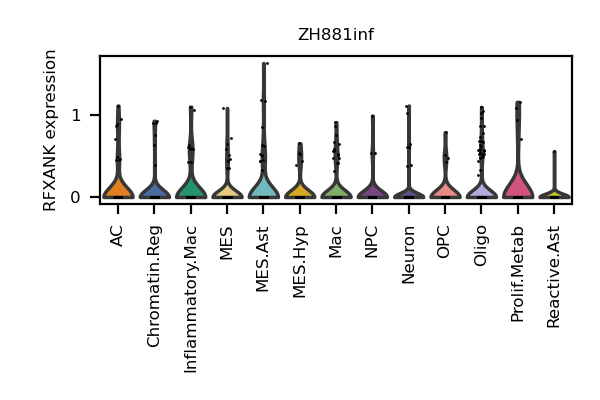 ZH881inf
RFXANK expression
1
0
AC
Chromatin.Reg
Inflammatory.Mac
MES
MES.Ast
MES.Hyp
Mac
NPC
Neuron
OPC
Oligo
Prolif.Metab
Reactive.Ast